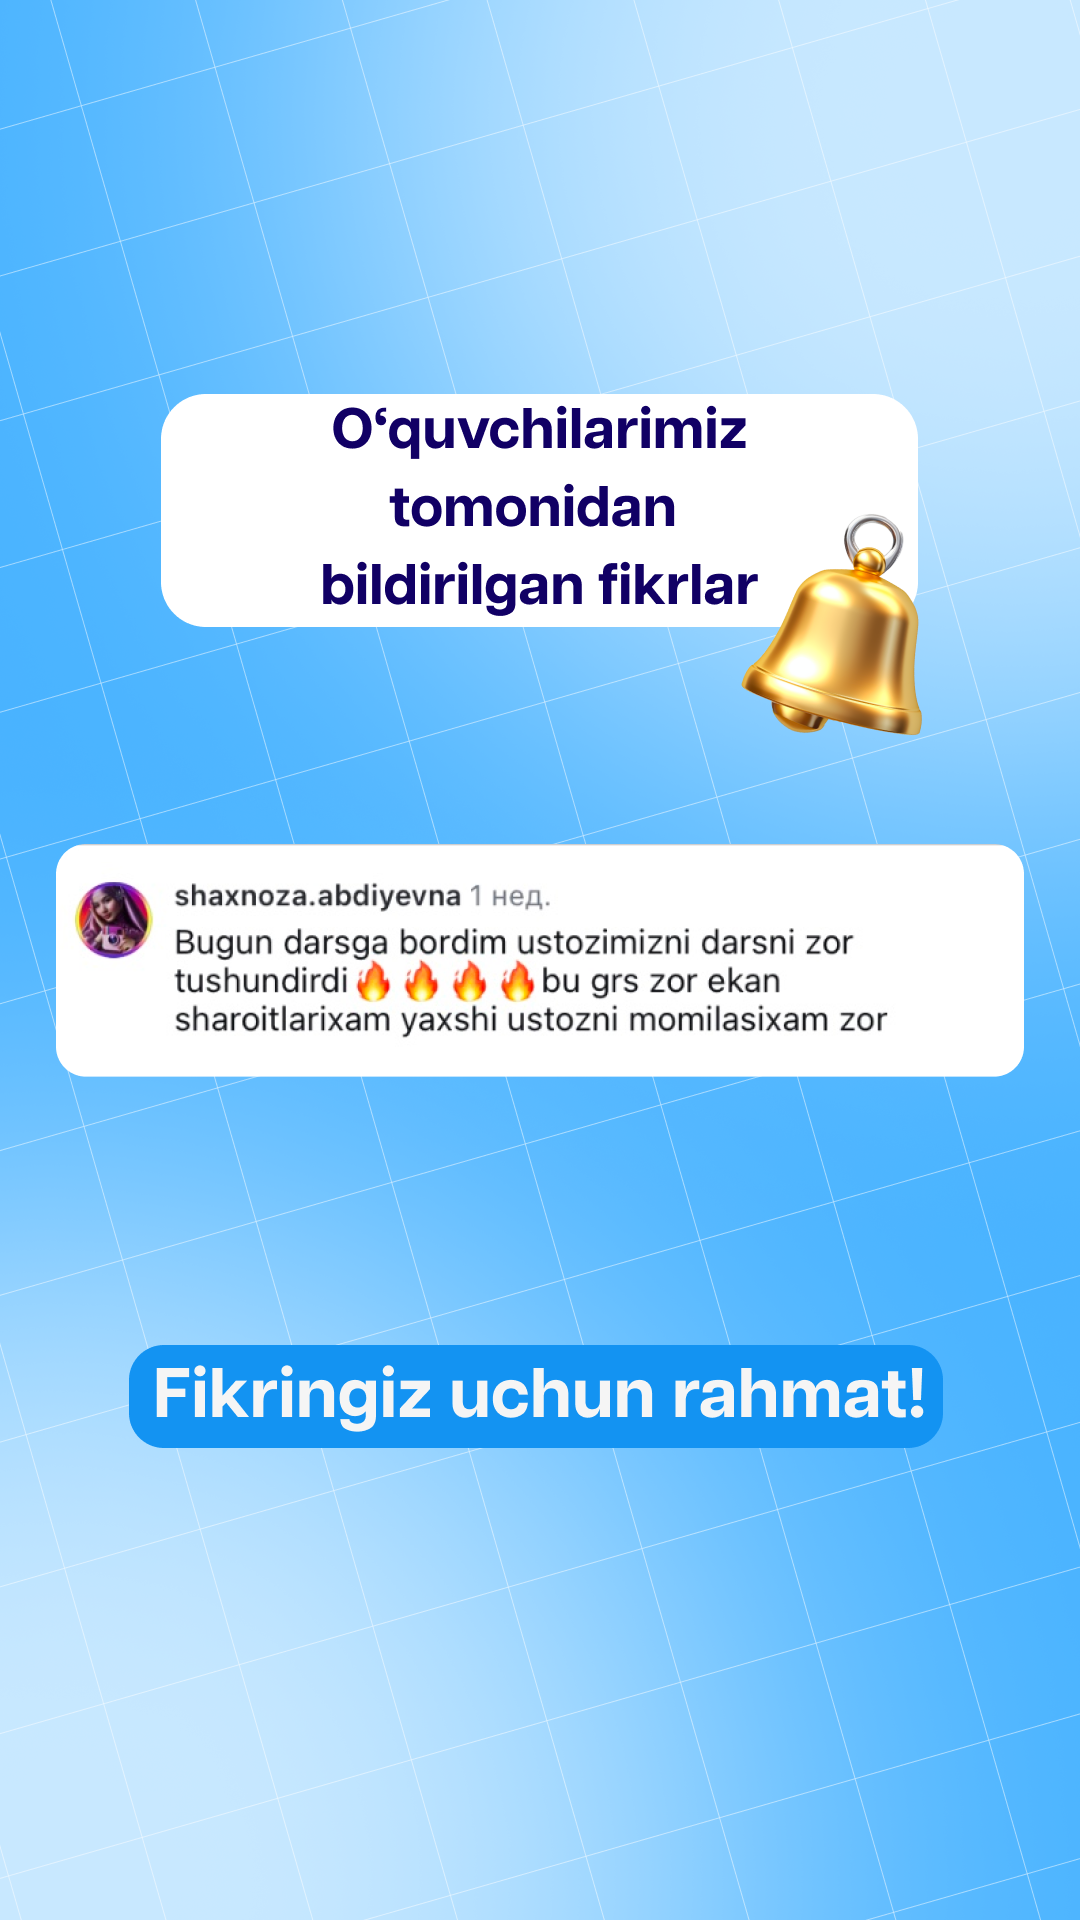 O‘quvchilarimiz
tomonidan
bildirilgan fikrlar
shaxnoza.abdiyevna 1 нед.
Bugun darsga bordim ustozimizni darsni zor
tushundirdi🔥🔥🔥🔥bu grs zor ekan
sharoitlarixam yaxshi ustozni momilasixam zor
Fikringiz uchun rahmat!